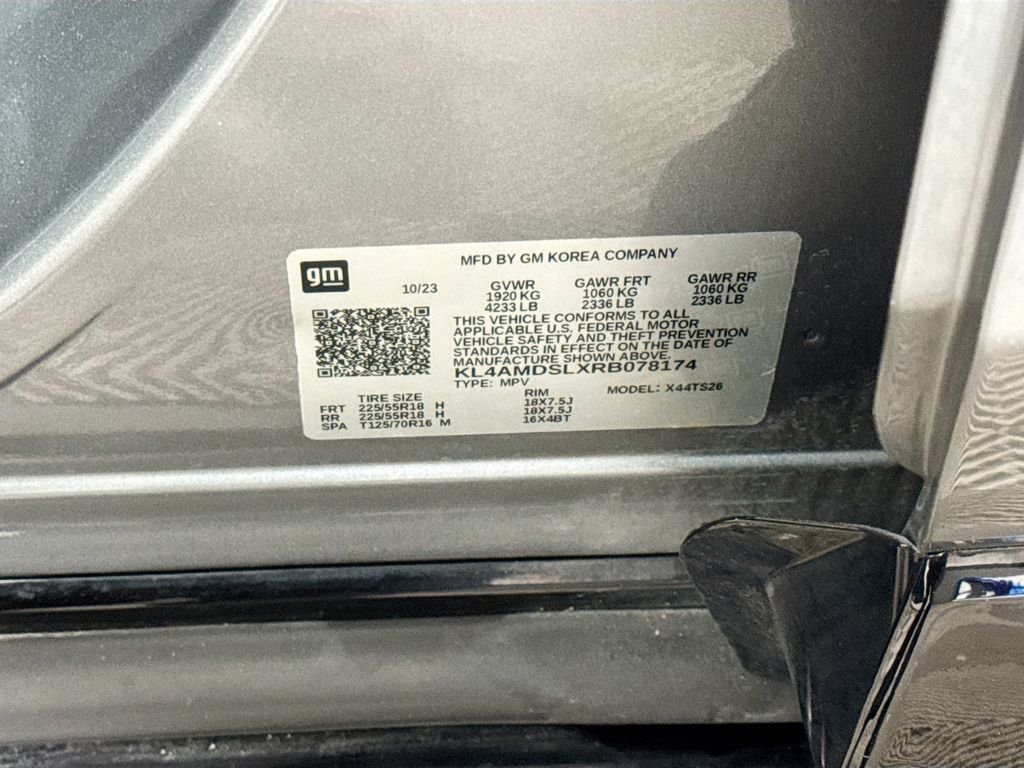 gm
MFD BY GM KOREA COMPANY
10/23
GVWR GAWR FRT GAWR RR
1920 KG 1060 KG 1060 KG
4233 LB 2336 LB 2336 LB
THIS VEHICLE CONFORMS TO ALL
APPLICABLE U.S. FEDERAL MOTOR
VEHICLE SAFETY AND THEFT PREVENTION
STANDARDS IN EFFECT ON THE DATE OF
MANUFACTURE SHOWN ABOVE.
KL4AMDSLXRB078174
TYPE: MPV MODEL: X44TS26
TIRE SIZE RIM
FRT 225/55R18 H 18X7.5J
RR 225/55R18 H 18X7.5J
SPA T125/70R16 M 16X4BT